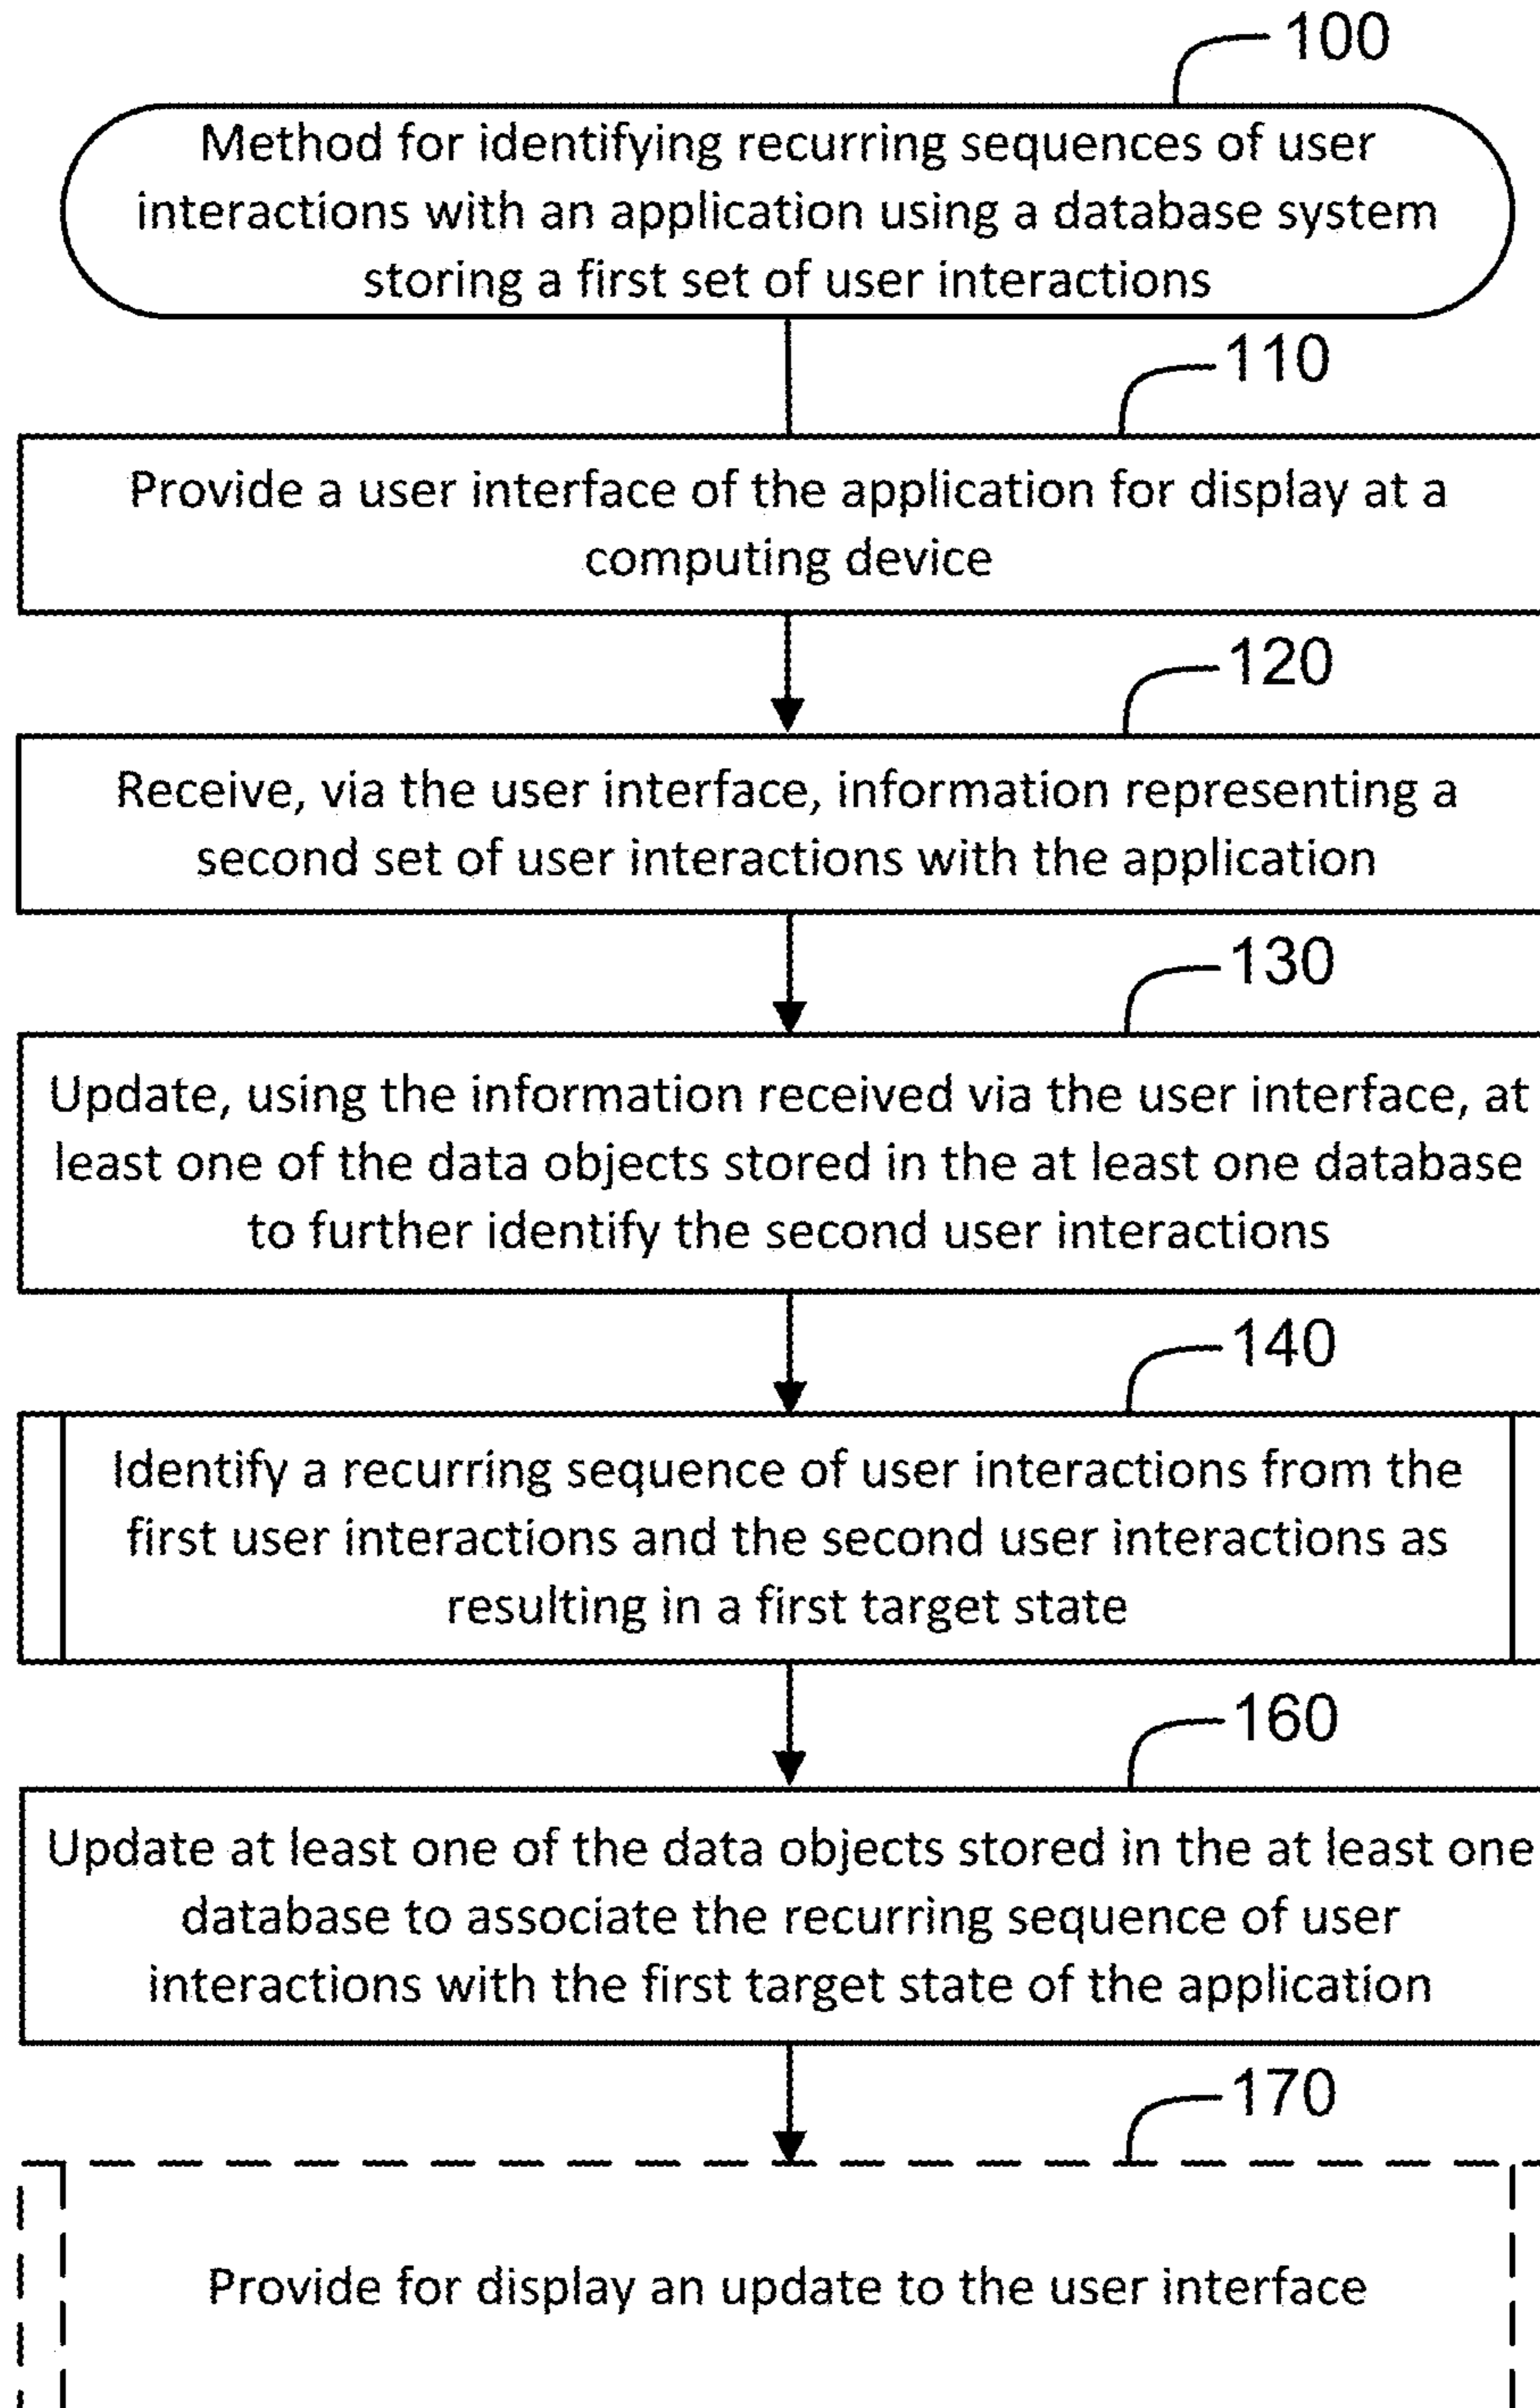 100
Method for identifying recurring sequences of user
interactions with an application using a database system
storing a first set of user interactions
110
Provide a user interface of the application for display at a
computing device
120
Receive, via the user interface, information representing a
second set of user interactions with the application
130
Update, using the information received via the user interface, at
least one of the data objects stored in the at least one database
to further identify the second user interactions
140
Identify a recurring sequence of user interactions from the
first user interactions and the second user interactions as
resulting in a first target state
160
Update at least one of the data objects stored in the at least one
database to associate the recurring sequence of user
interactions with the first target state of the application
170
Provide for display an update to the user interface